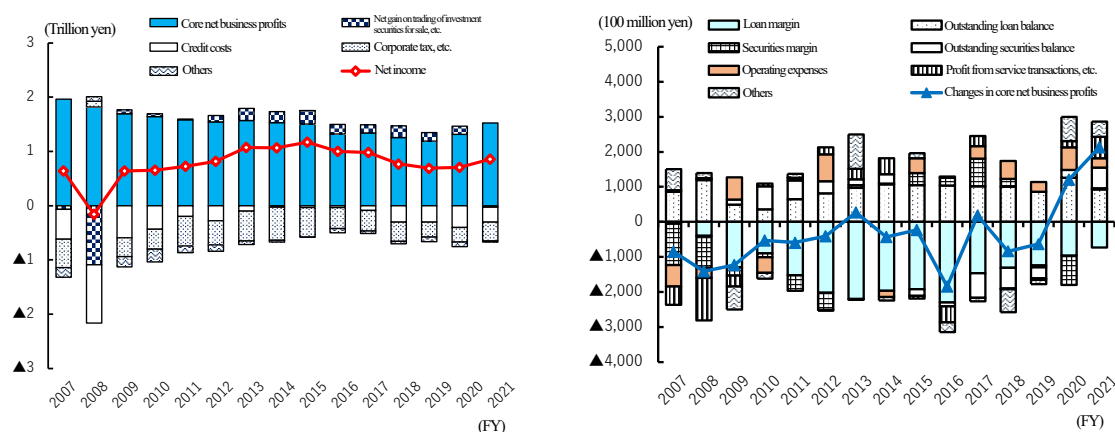 (Trillion yen)
Core net business profits
Net gain on trading of investment
securities for sale, etc.
Credit costs
Corporate tax, etc.
Others
Net income
3
2
1
0
▲1
▲2
▲3
2007
2008
2009
2010
2011
2012
2013
2014
2015
2016
2017
2018
2019
2020
2021
(FY)
(100 million yen)
Loan margin
Outstanding loan balance
Securities margin
Outstanding securities balance
Operating expenses
Profit from service transactions, etc.
Others
Changes in core net business profits
5,000
4,000
3,000
2,000
1,000
0
▲1,000
▲2,000
▲3,000
▲4,000
2007
2008
2009
2010
2011
2012
2013
2014
2015
2016
2017
2018
2019
2020
2021
(FY)